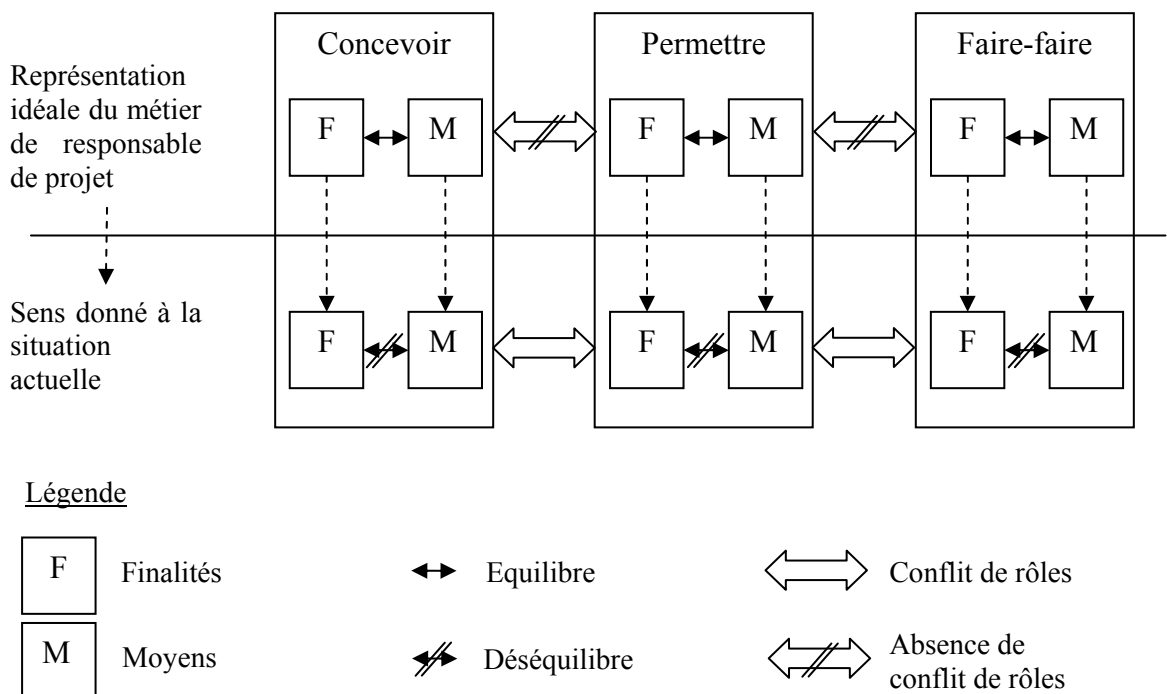 Concevoir
Permettre
Faire-faire
Représentation
idéale du métier
de responsable
de projet
F
M
F
M
F
M
Sens donné à la
situation
actuelle
F
M
F
M
F
M
Légende
F
Finalités
Equilibre
Conflit de rôles
M
Moyens
Déséquilibre
Absence de
conflit de rôles